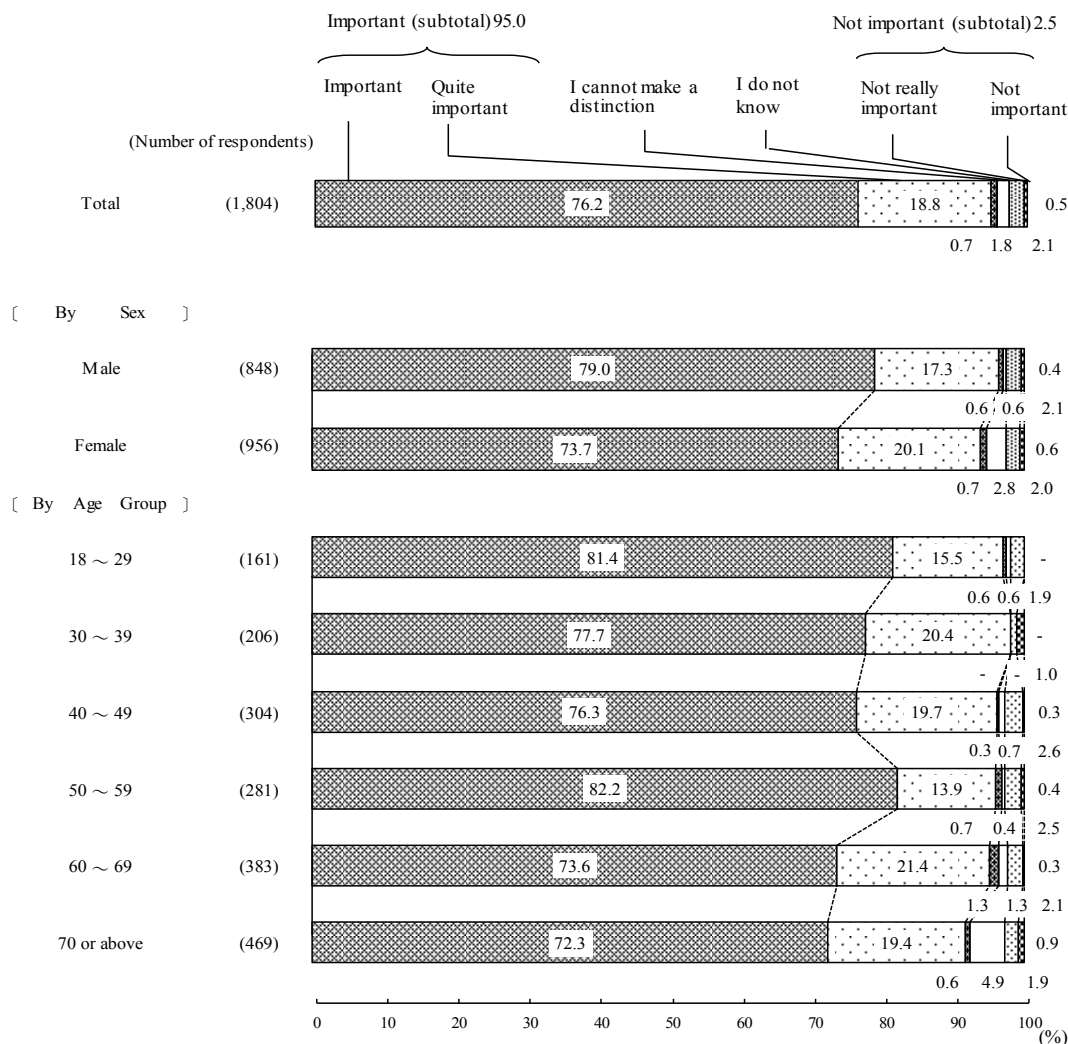 Important (subtotal) 95.0 Not important (subtotal) 2.5
Important Quite important I cannot make a distinction I do not know Not really important Not important
(Number of respondents)
Total (1,804) 76.2 18.8 0.5
0.7 1.8 2.1
〔 By Sex 〕
Male (848) 79.0 17.3 0.4
0.6 0.6 2.1
Female (956) 73.7 20.1 0.6
0.7 2.8 2.0
〔 By Age Group 〕
18 ～ 29 (161) 81.4 15.5 -
0.6 0.6 1.9
30 ～ 39 (206) 77.7 20.4 -
- - 1.0
40 ～ 49 (304) 76.3 19.7 0.3
0.3 0.7 2.6
50 ～ 59 (281) 82.2 13.9 0.4
0.7 0.4 2.5
60 ～ 69 (383) 73.6 21.4 0.3
1.3 1.3 2.1
70 or above (469) 72.3 19.4 0.9
0.6 4.9 1.9
0 10 20 30 40 50 60 70 80 90 100
(%)